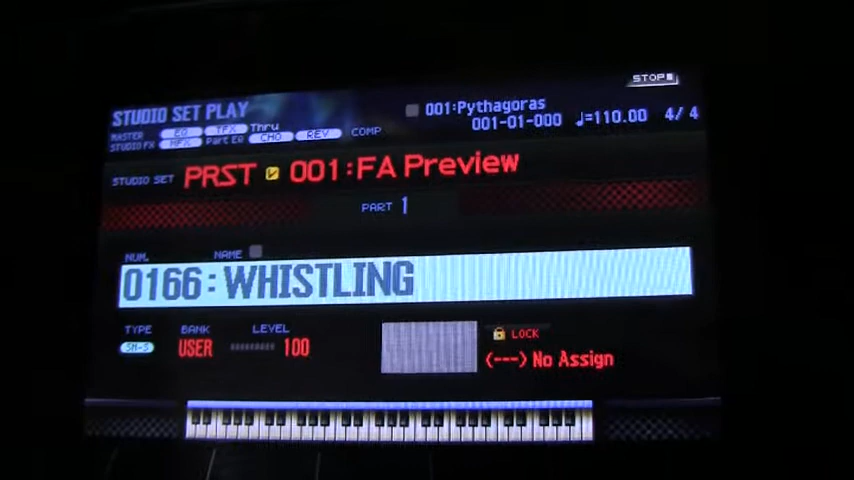 STOP
STUDIO SET PLAY
001:Pythagoras
001-01-000 ♩=110.00 4/4
MASTER EQ TFX Thru
STUDIO FX MFX Part EQ CHO REV COMP
STUDIO SET PRST 001:FA Preview
PART 1
NUM. NAME
0166:WHISTLING
TYPE BANK LEVEL
SN-S USER 100
LOCK
(---) No Assign